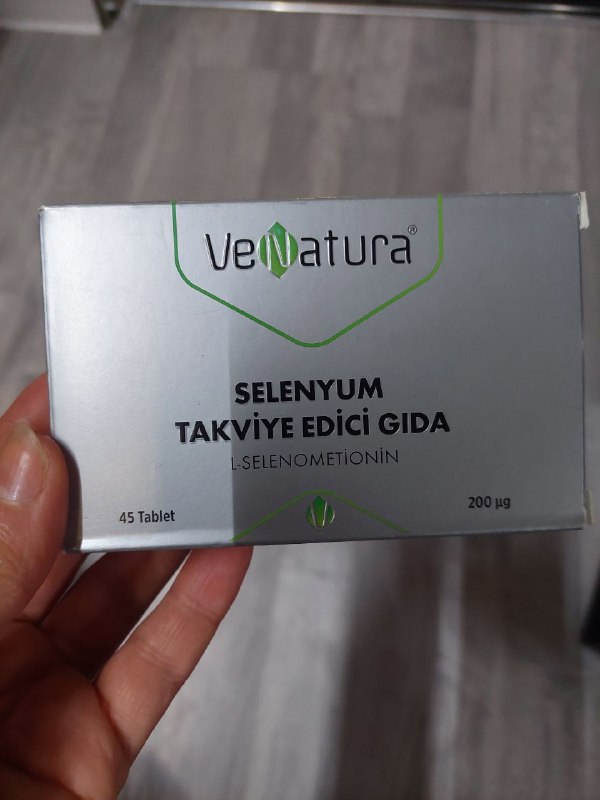 VeNatura®
SELENYUM
TAKVİYE EDİCİ GIDA
L-SELENOMETİONİN
45 Tablet
200 µg